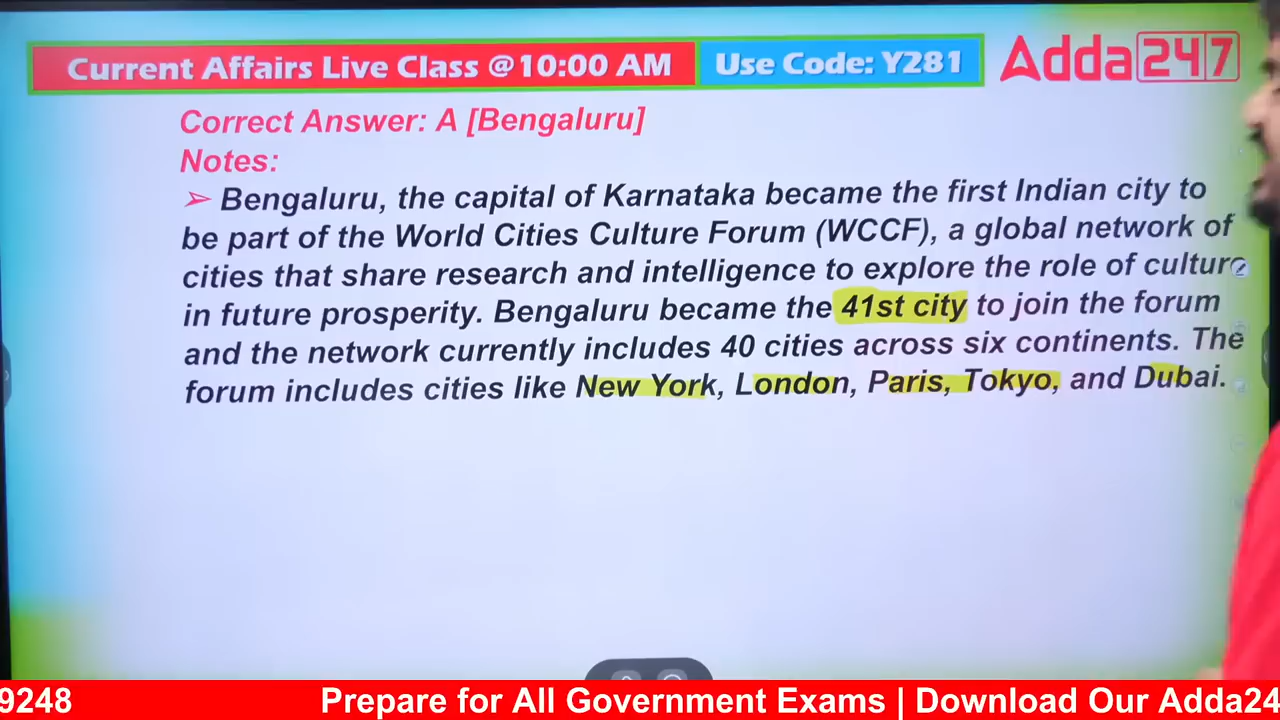 Current Affairs Live Class @10:00 AM Use Code: Y281 Adda247
Correct Answer: A [Bengaluru]
Notes:
➢ Bengaluru, the capital of Karnataka became the first Indian city to
be part of the World Cities Culture Forum (WCCF), a global network of
cities that share research and intelligence to explore the role of culture
in future prosperity. Bengaluru became the 41st city to join the forum
and the network currently includes 40 cities across six continents. The
forum includes cities like New York, London, Paris, Tokyo, and Dubai.
9248 Prepare for All Government Exams | Download Our Adda24